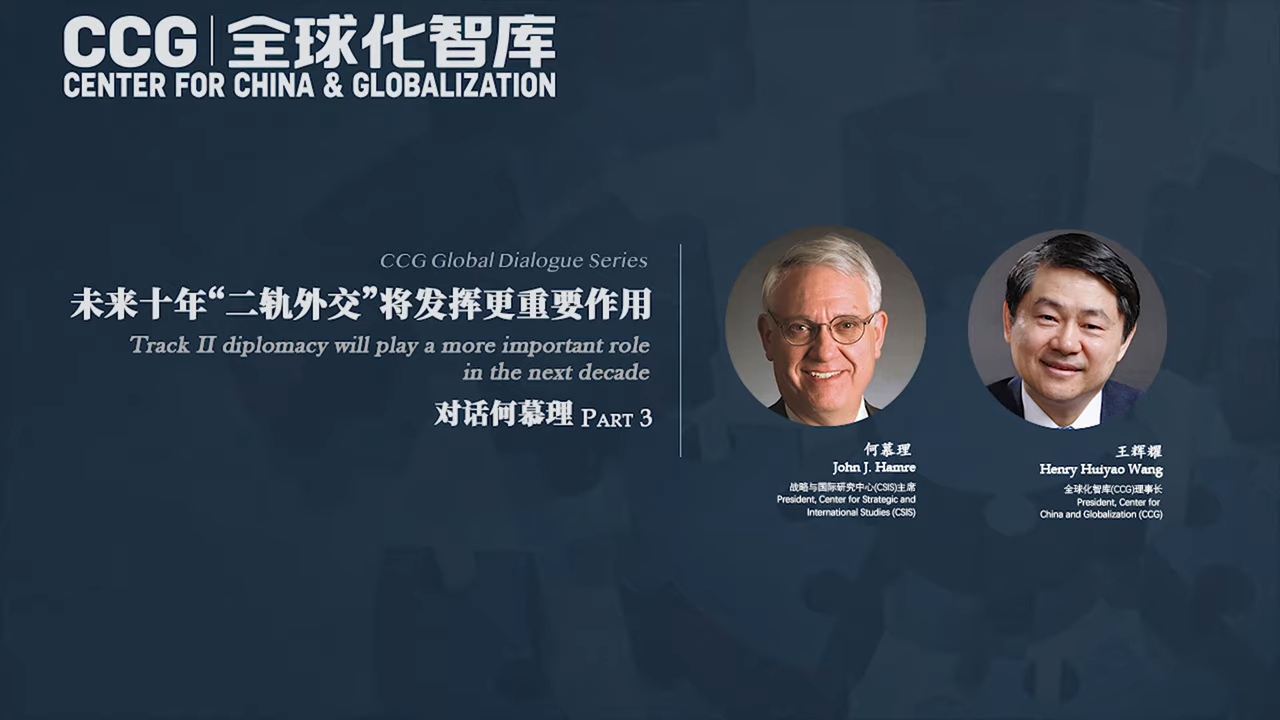 CCG | 全球化智库
CENTER FOR CHINA & GLOBALIZATION
CCG Global Dialogue Series
未来十年“二轨外交”将发挥更重要作用
Track II diplomacy will play a more important role
in the next decade
对话何慕理 PART 3
何慕理
John J. Hamre
战略与国际研究中心(CSIS)主席
President, Center for Strategic and
International Studies (CSIS)
王辉耀
Henry Huiyao Wang
全球化智库(CCG)理事长
President, Center for
China and Globalization (CCG)